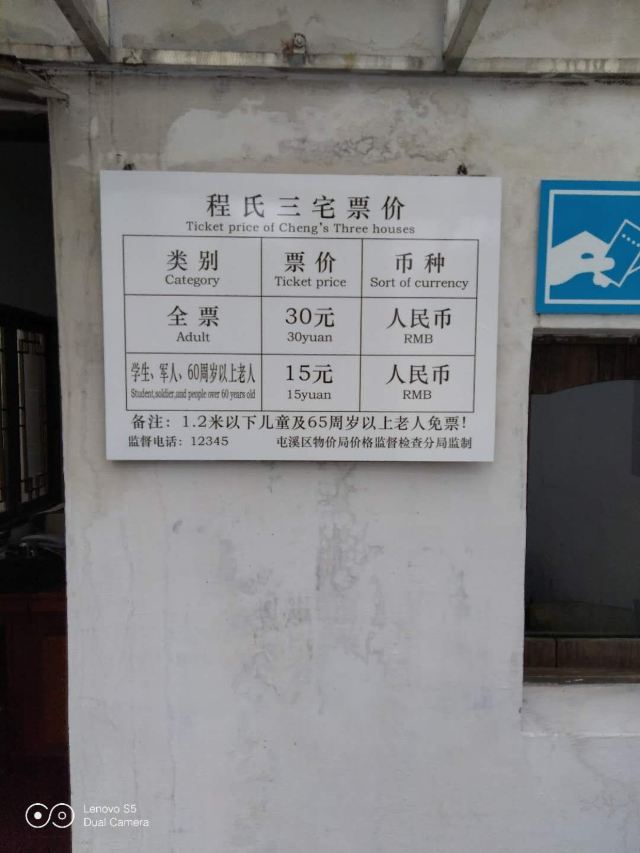 程氏三宅票价
Ticket price of Cheng's Three houses
类别 票价 币种
Category Ticket price Sort of currency
全票 30元 人民币
Adult 30yuan RMB
学生、军人、60周岁以上老人 15元 人民币
Student,soldier,and people over 60 years old 15yuan RMB
备注：1.2米以下儿童及65周岁以上老人免票!
监督电话：12345 屯溪区物价局价格监督检查分局监制
Lenovo S5
Dual Camera